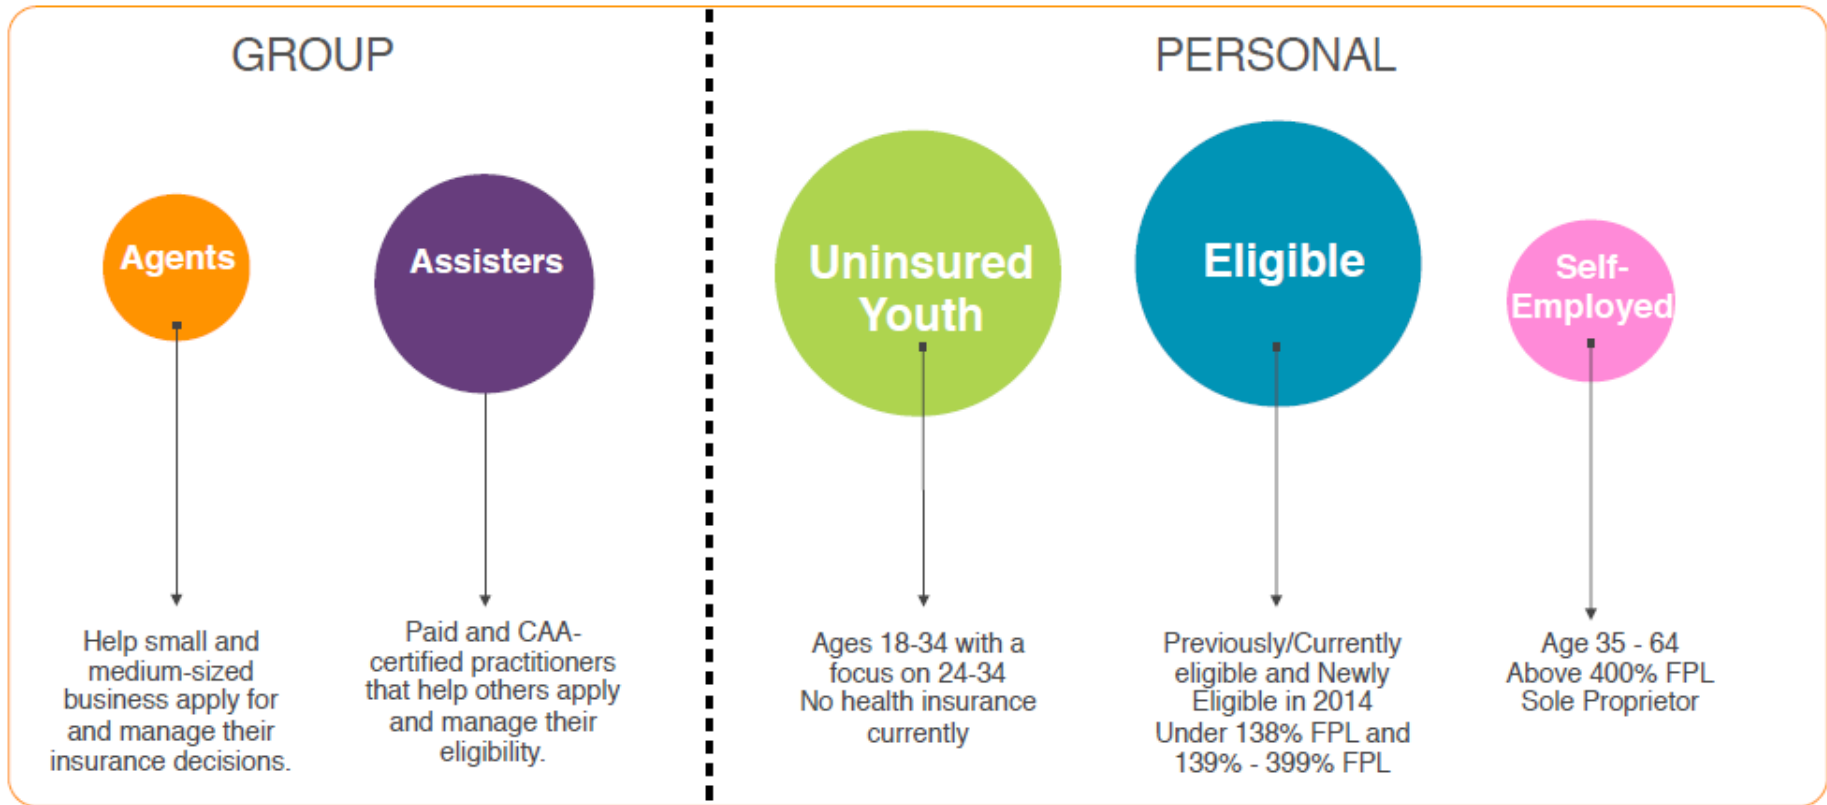 GROUP
Agents
Help small and
medium-sized
business apply for
and manage their
insurance decisions.
Assisters
Paid and CAA-
certified practitioners
that help others apply
and manage their
eligibility.
PERSONAL
Uninsured
Youth
Ages 18-34 with a
focus on 24-34
No health insurance
currently
Eligible
Previously/Currently
eligible and Newly
Eligible in 2014
Under 138% FPL and
139% - 399% FPL
Self-
Employed
Age 35 - 64
Above 400% FPL
Sole Proprietor